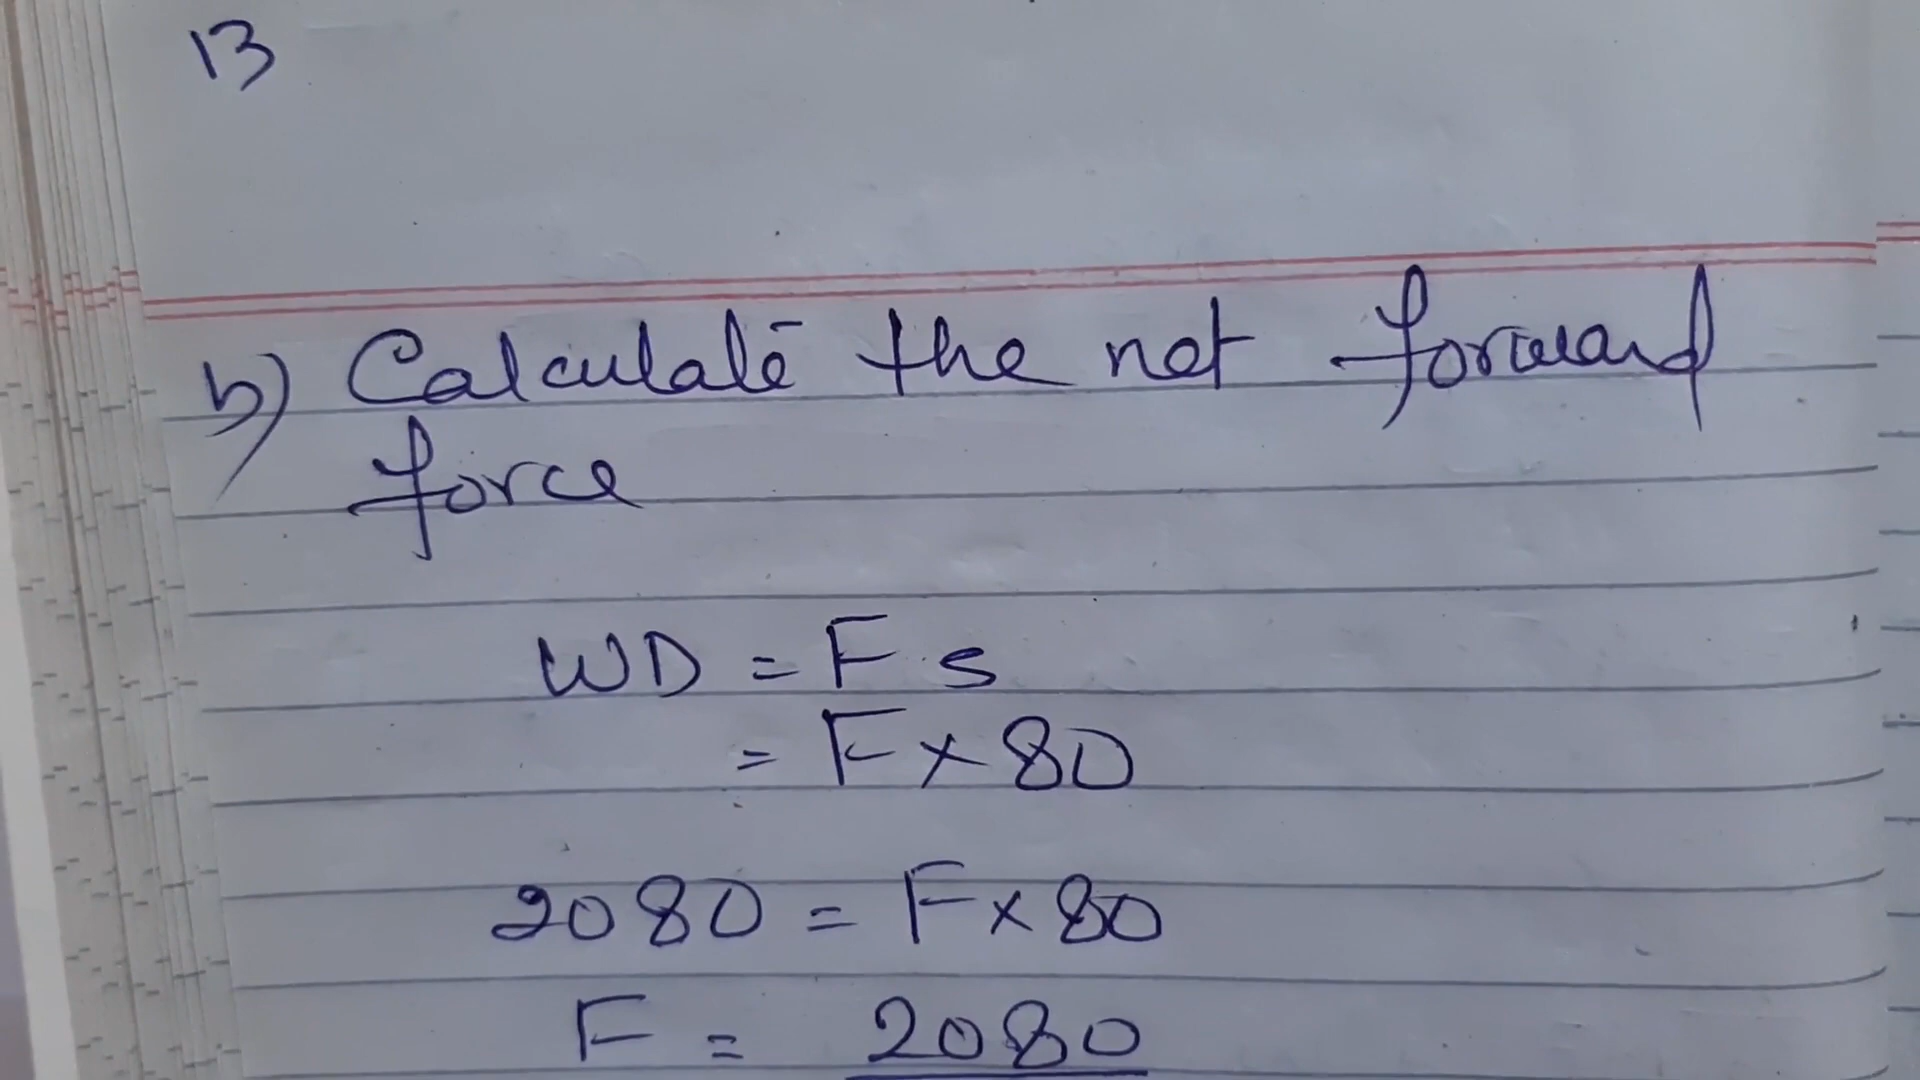 13
b) Calculate the net forward
force
WD = F s
= F x 80
2080 = F x 80
F = 2080